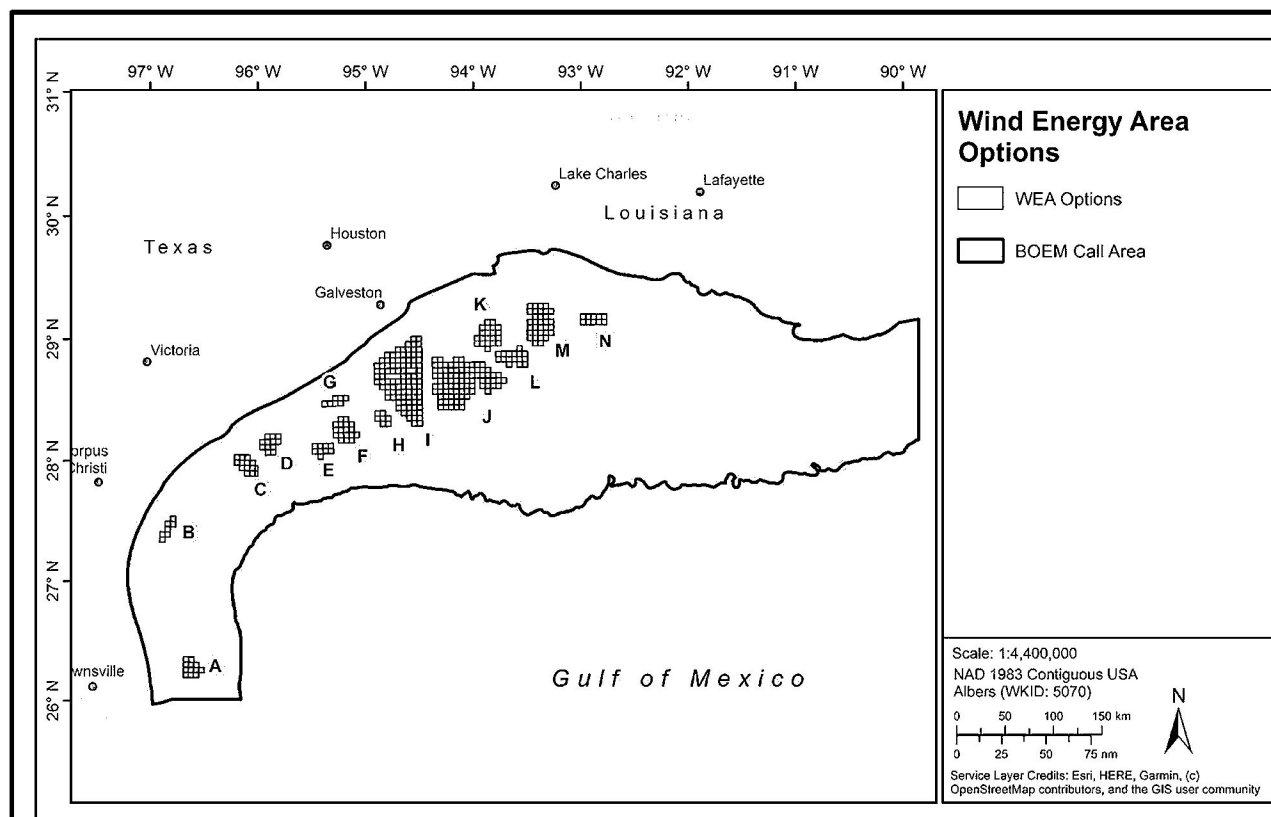 97° W 96° W 95° W 94° W 93° W 92° W 91° W 90° W
31° N
30° N
29° N
28° N
27° N
26° N
Lake Charles
Lafayette
Louisiana
Texas
Houston
Galveston
Victoria
orpus
Christi
wnsville
K
M
N
L
G
J
I
H
F
E
D
C
B
A
Gulf of Mexico
Wind Energy Area
Options
WEA Options
BOEM Call Area
Scale: 1:4,400,000
NAD 1983 Contiguous USA
Albers (WKID: 5070)
N
0 50 100 150 km
0 25 50 75 nm
Service Layer Credits: Esri, HERE, Garmin, (c)
OpenStreetMap contributors, and the GIS user community